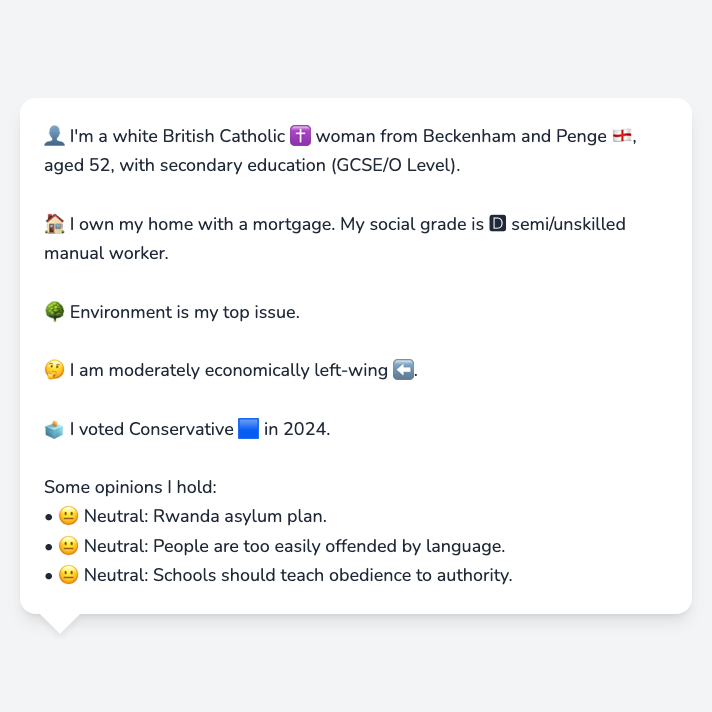 👤 I'm a white British Catholic ✝️ woman from Beckenham and Penge 🏴󠁧󠁢󠁥󠁮󠁧󠁿,
aged 52, with secondary education (GCSE/O Level).
🏠 I own my home with a mortgage. My social grade is 🅳 semi/unskilled
manual worker.
🌳 Environment is my top issue.
🤔 I am moderately economically left-wing ⬅️.
🗳️ I voted Conservative 🟦 in 2024.
Some opinions I hold:
• 😐 Neutral: Rwanda asylum plan.
• 😐 Neutral: People are too easily offended by language.
• 😐 Neutral: Schools should teach obedience to authority.